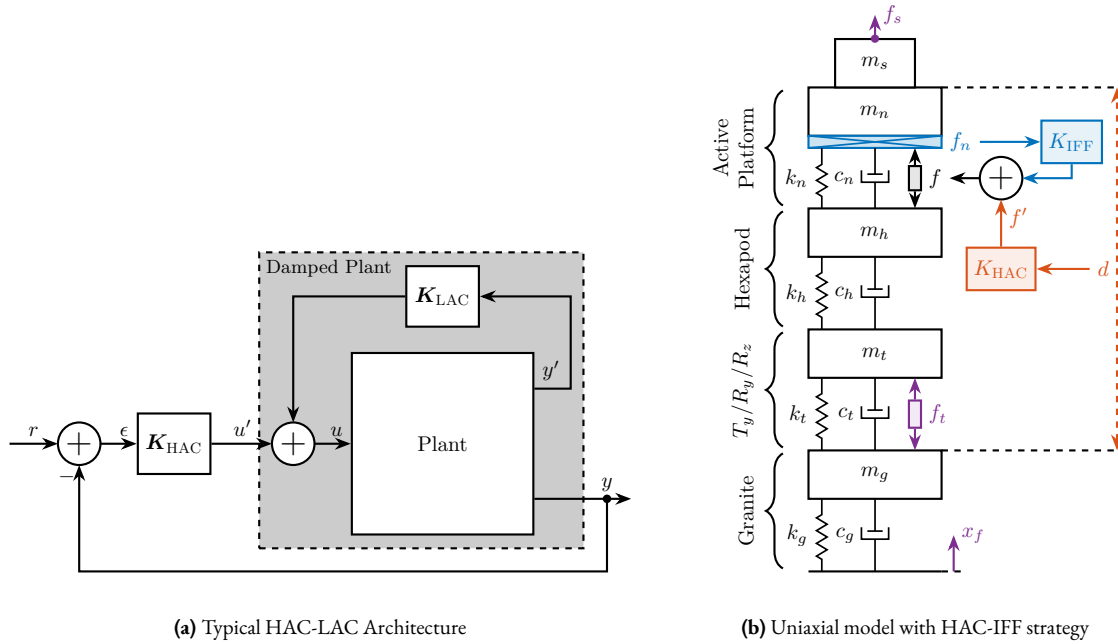 Damped Plant
K_LAC
y′
r
ϵ
K_HAC
u′
u
Plant
y
−
(a) Typical HAC-LAC Architecture
f_s
m_s
m_n
Active
Platform
f_n
K_IFF
k_n
c_n
f
f′
m_h
Hexapod
K_HAC
d
k_h
c_h
m_t
T_y/R_y/R_z
k_t
c_t
f_t
m_g
Granite
k_g
c_g
x_f
(b) Uniaxial model with HAC-IFF strategy